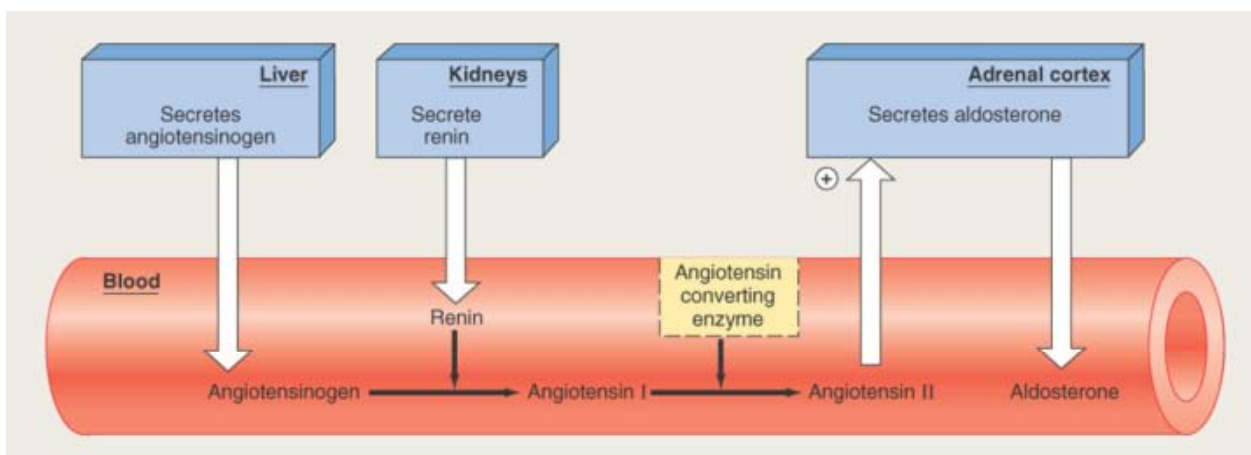 Liver
Secretes
angiotensinogen
Kidneys
Secrete
renin
Adrenal cortex
Secretes aldosterone
+
Blood
Angiotensin
converting
enzyme
Renin
Angiotensinogen
Angiotensin I
Angiotensin II
Aldosterone